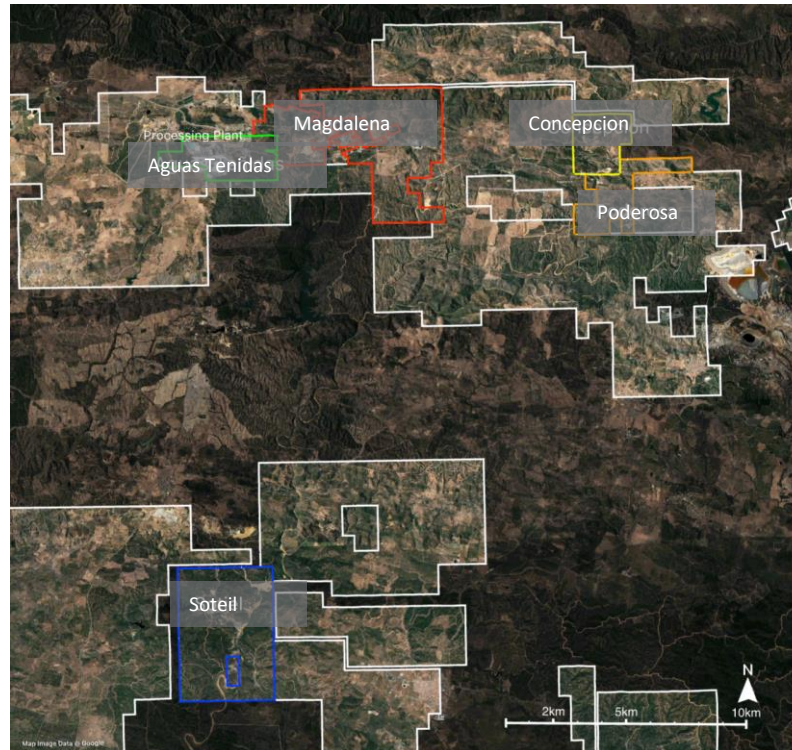 Magdalena
Concepcion
Processing Plant
Aguas Tenidas
Poderosa
Soteil
N
2km
5km
10km
Map Image Data @ Google